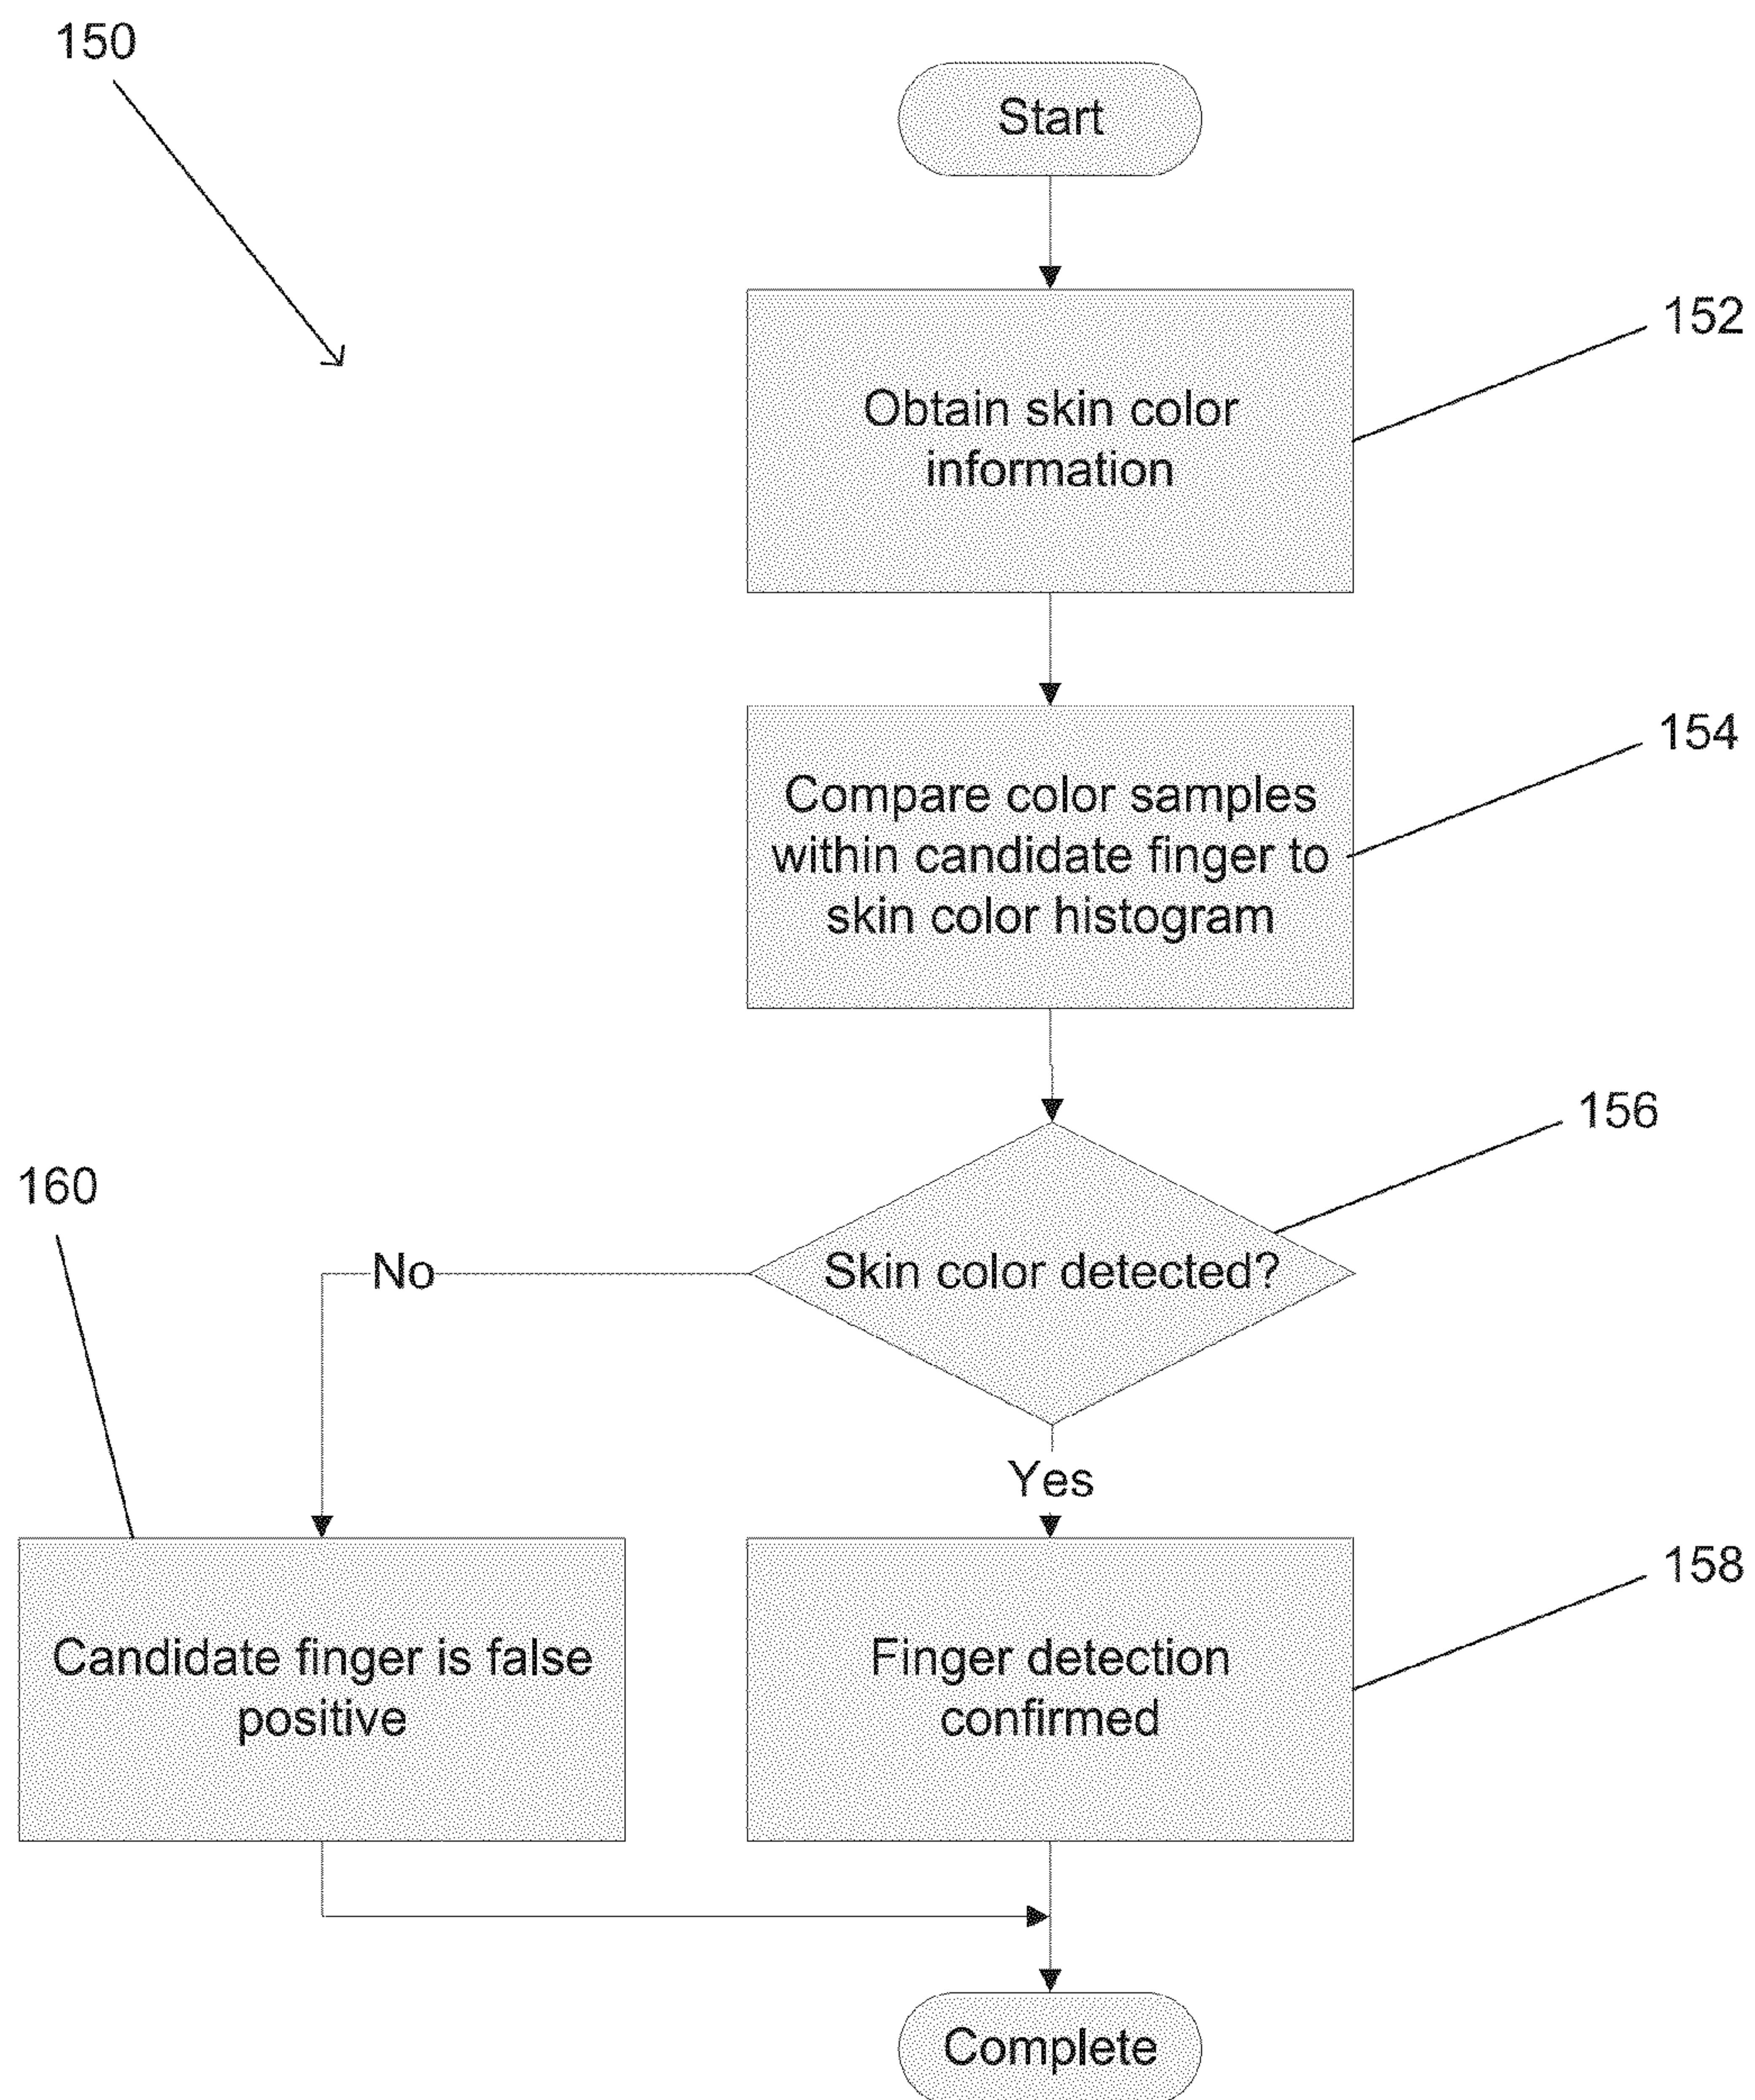 150
Start
152
Obtain skin color
information
154
Compare color samples
within candidate finger to
skin color histogram
156
160
No
Skin color detected?
Yes
158
Candidate finger is false
positive
Finger detection
confirmed
Complete